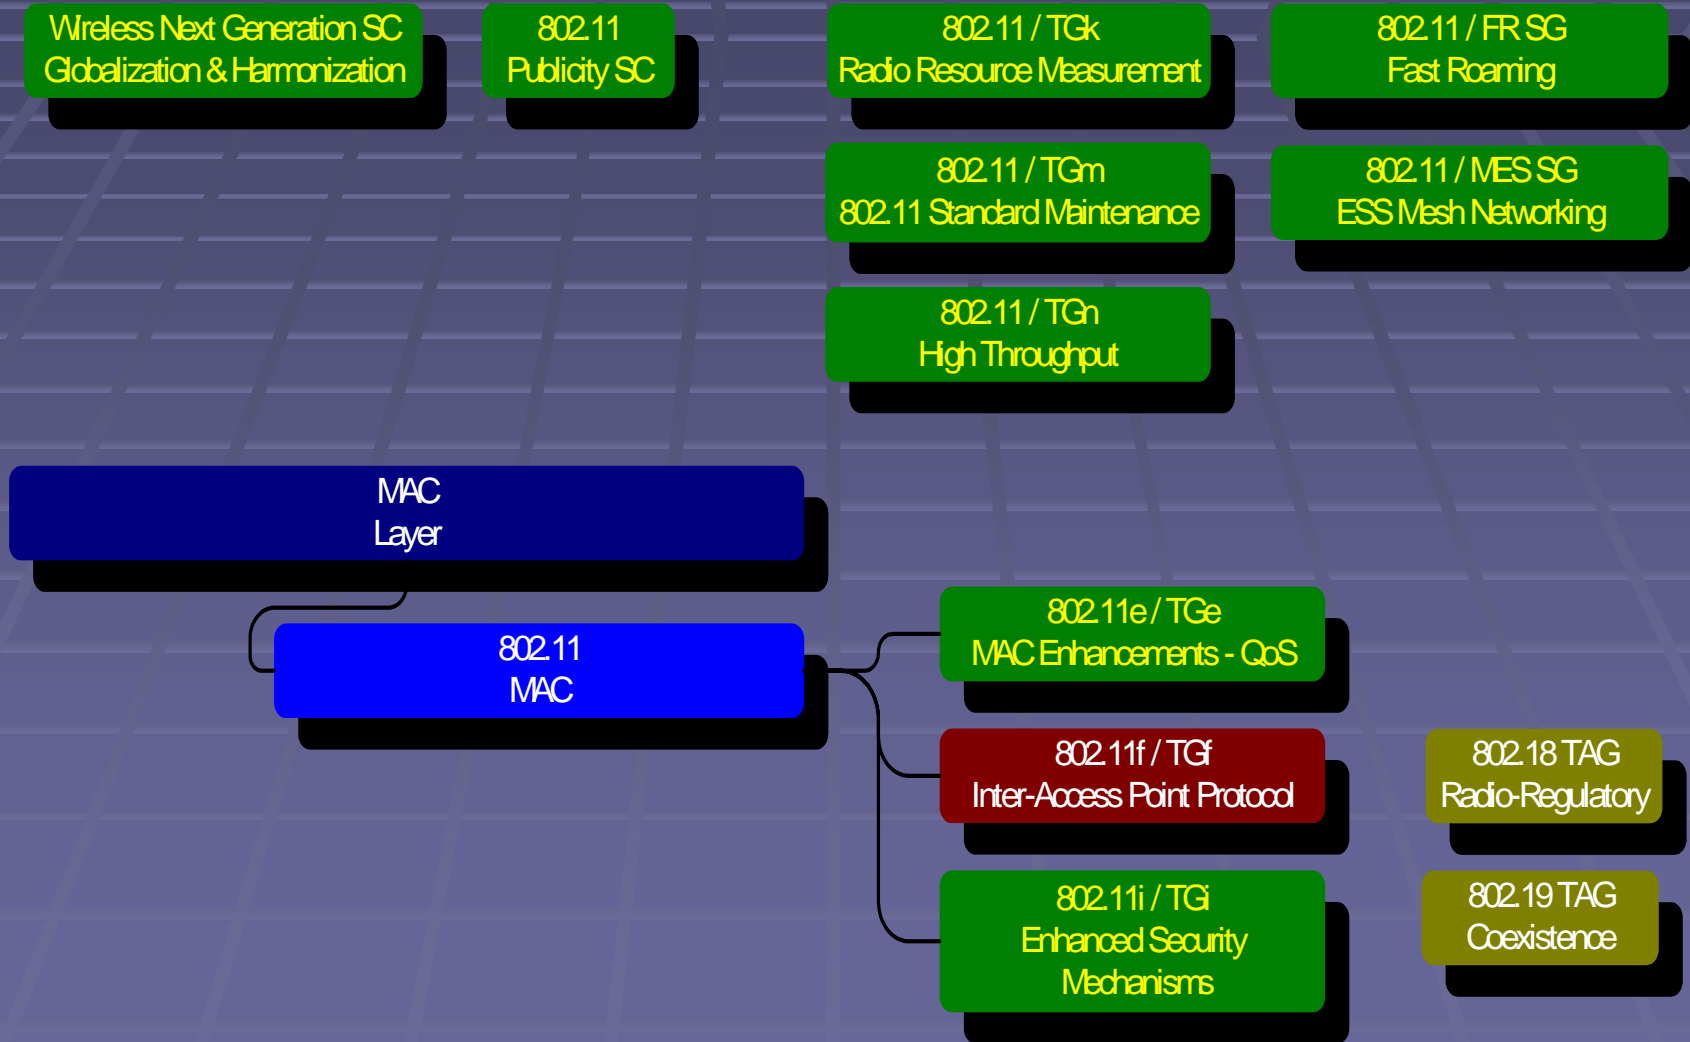 Wireless Next Generation SC
Globalization & Harmonization
802.11
Publicity SC
802.11 / TGk
Radio Resource Measurement
802.11 / FR SG
Fast Roaming
802.11 / TGm
802.11 Standard Maintenance
802.11 / MES SG
ESS Mesh Networking
802.11 / TGn
High Throughput
MAC
Layer
802.11
MAC
802.11e / TGe
MAC Enhancements - QoS
802.11f / TGf
Inter-Access Point Protocol
802.18 TAG
Radio-Regulatory
802.11i / TGi
Enhanced Security
Mechanisms
802.19 TAG
Coexistence